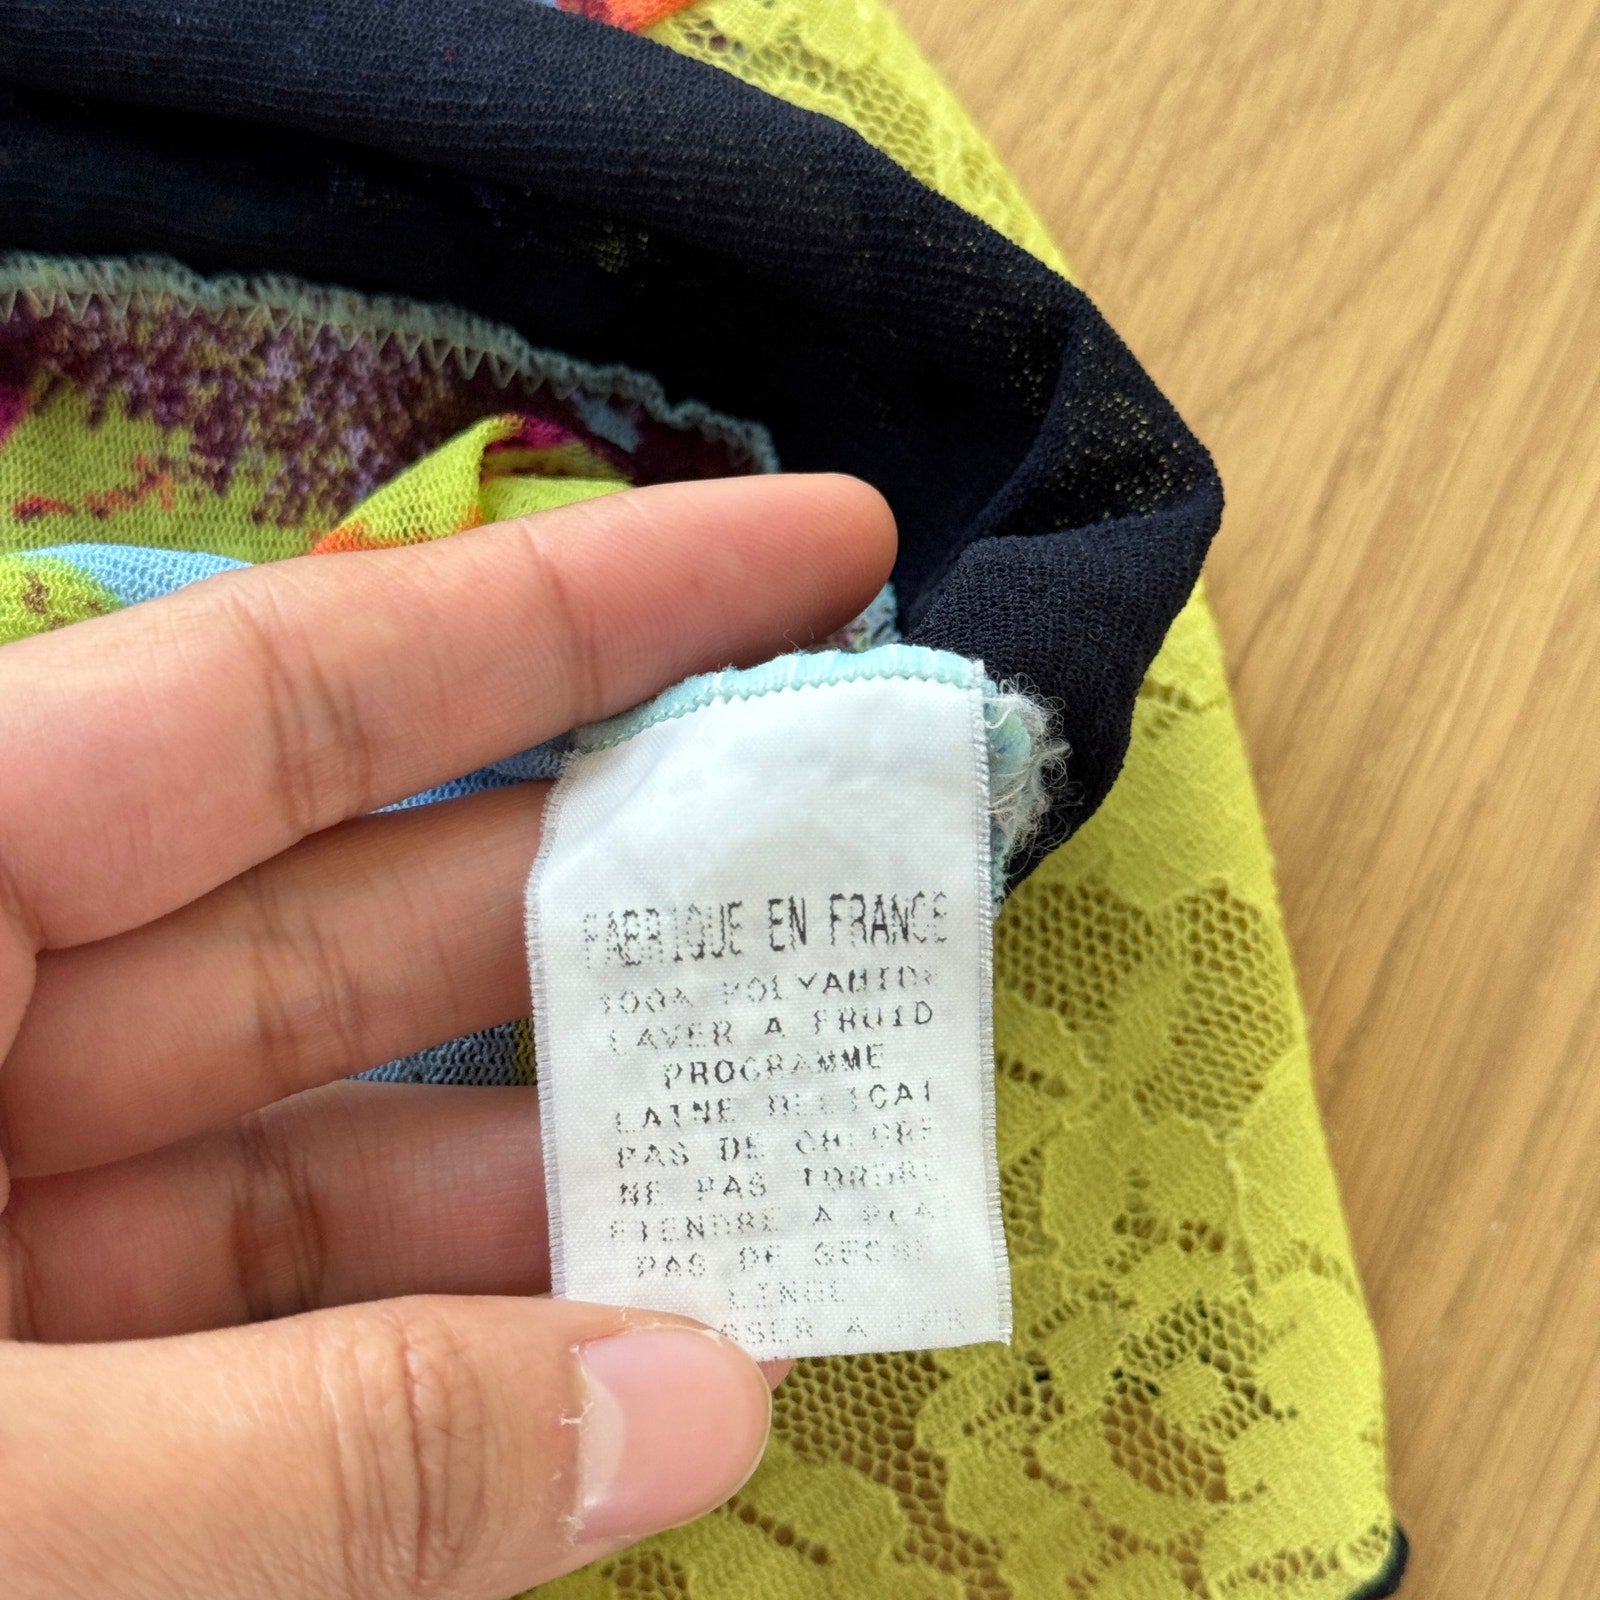 FABRIQUE EN FRANCE
100% POLYAMIDE
LAVER A FROID
PROGRAMME
LAINE DELICAT
PAS DE CHLORE
NE PAS TORDRE
ETENDRE A PLAT
PAS DE SECHE
LINGE
A FER